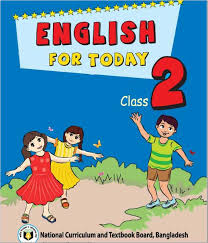 ENGLISH
FOR TODAY
Class 2
National Curriculum and Textbook Board, Bangladesh